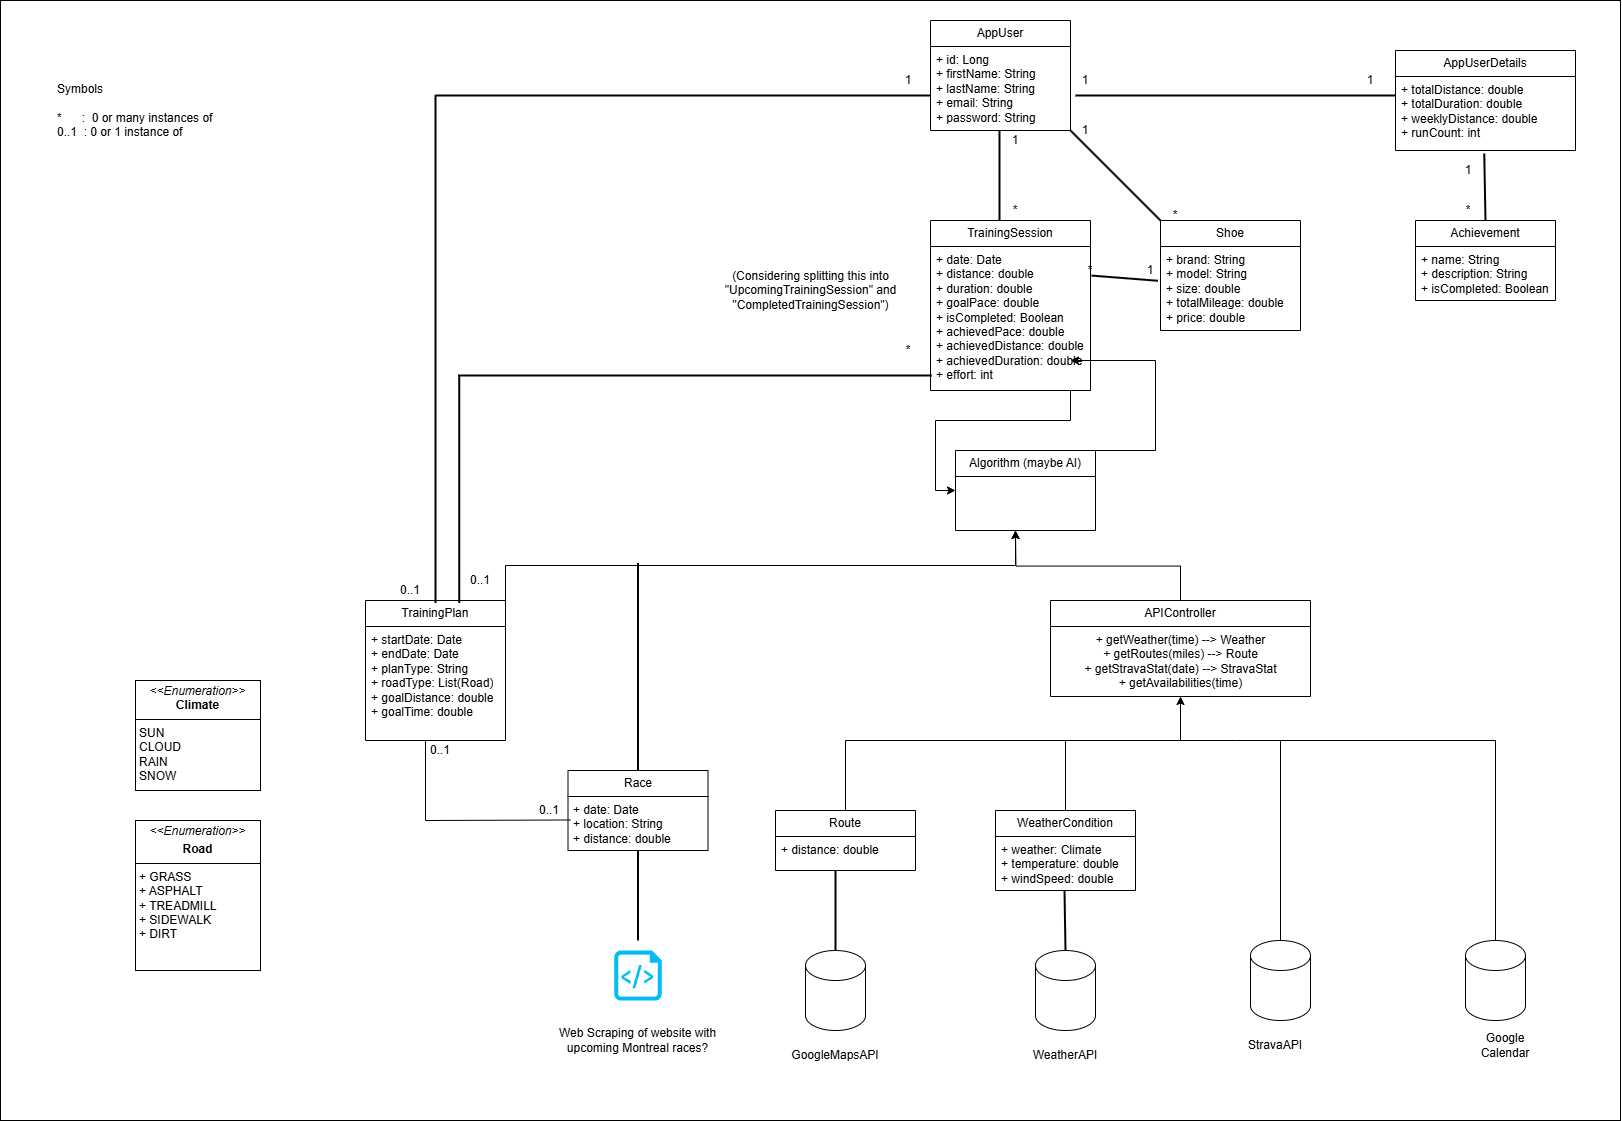 Symbols
*      :  0 or many instances of
0..1  : 0 or 1 instance of
AppUser
+ id: Long
+ firstName: String
+ lastName: String
+ email: String
+ password: String
1
1
1
1
1
AppUserDetails
+ totalDistance: double
+ totalDuration: double
+ weeklyDistance: double
+ runCount: int
1
*
*
*
TrainingSession
+ date: Date
+ distance: double
+ duration: double
+ goalPace: double
+ isCompleted: Boolean
+ achievedPace: double
+ achievedDistance: double
+ achievedDuration: double
+ effort: int
*
1
Shoe
+ brand: String
+ model: String
+ size: double
+ totalMileage: double
+ price: double
Achievement
+ name: String
+ description: String
+ isCompleted: Boolean
(Considering splitting this into
"UpcomingTrainingSession" and
"CompletedTrainingSession")
*
Algorithm (maybe AI)
0..1
0..1
TrainingPlan
+ startDate: Date
+ endDate: Date
+ planType: String
+ roadType: List(Road)
+ goalDistance: double
+ goalTime: double
0..1
APIController
+ getWeather(time) --> Weather
+ getRoutes(miles) --> Route
+ getStravaStat(date) --> StravaStat
+ getAvailabilities(time)
<<Enumeration>>
Climate
SUN
CLOUD
RAIN
SNOW
<<Enumeration>>
Road
+ GRASS
+ ASPHALT
+ TREADMILL
+ SIDEWALK
+ DIRT
0..1
Race
+ date: Date
+ location: String
+ distance: double
Route
+ distance: double
WeatherCondition
+ weather: Climate
+ temperature: double
+ windSpeed: double
</>
Web Scraping of website with
upcoming Montreal races?
GoogleMapsAPI
WeatherAPI
StravaAPI
Google
Calendar